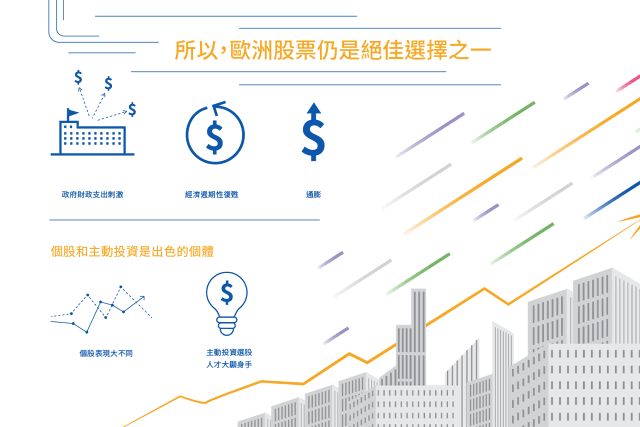 所以，歐洲股票仍是絕佳選擇之一
政府財政支出刺激
經濟週期性復甦
通膨
個股和主動投資是出色的個體
個股表現大不同
主動投資選股
人才大顯身手